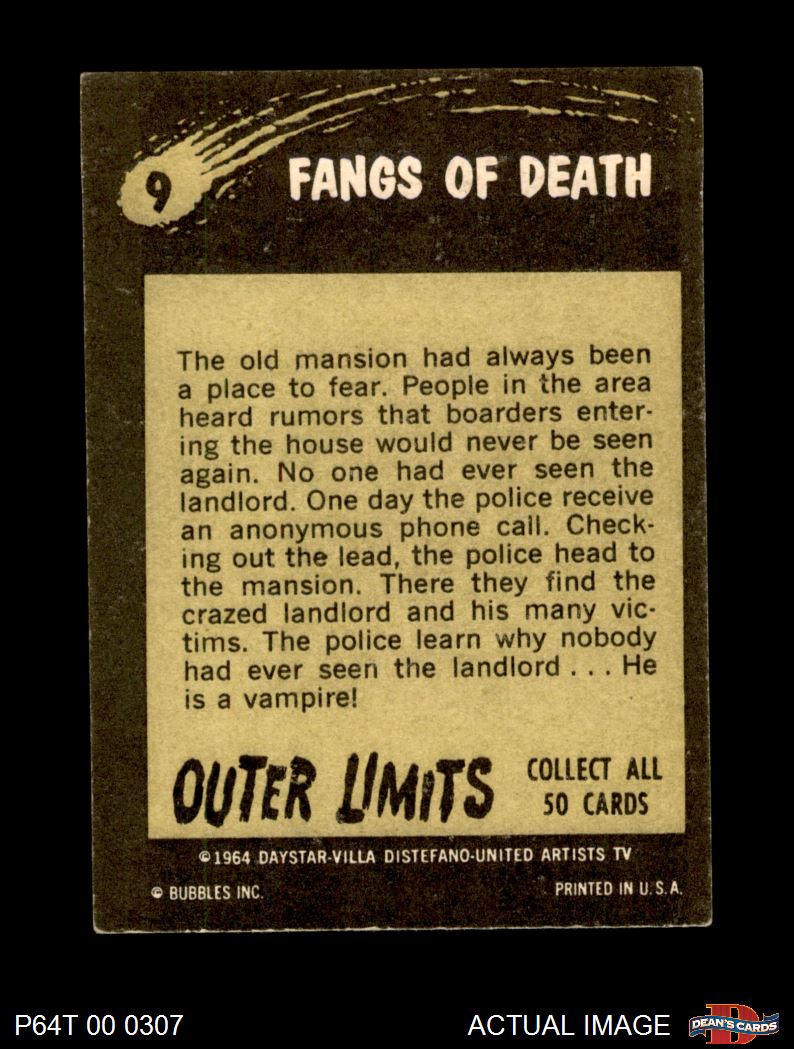 9
FANGS OF DEATH
The old mansion had always been
a place to fear. People in the area
heard rumors that boarders enter-
ing the house would never be seen
again. No one had ever seen the
landlord. One day the police receive
an anonymous phone call. Check-
ing out the lead, the police head to
the mansion. There they find the
crazed landlord and his many vic-
tims. The police learn why nobody
had ever seen the landlord . . . He
is a vampire!
OUTER LIMITS
COLLECT ALL
50 CARDS
©1964 DAYSTAR-VILLA DISTEFANO-UNITED ARTISTS TV
© BUBBLES INC.
PRINTED IN U.S.A.
P64T 00 0307
ACTUAL IMAGE
D
DEAN'S CARDS